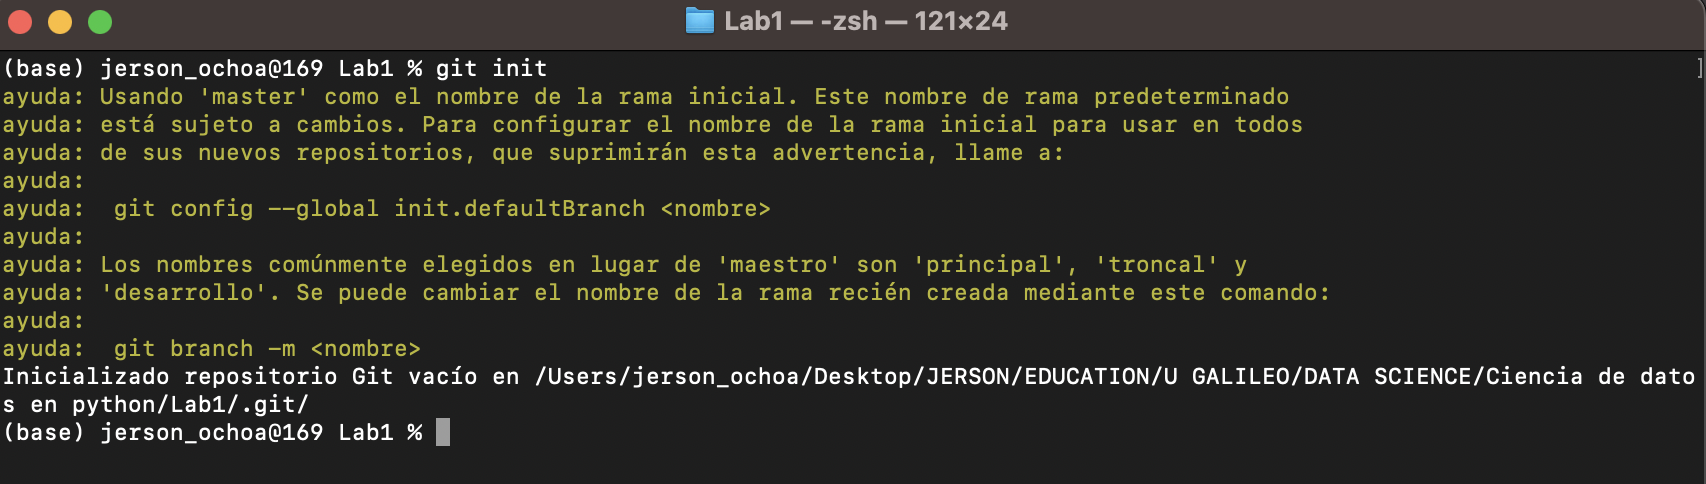 Lab1 — -zsh — 121×24
(base) jerson_ochoa@169 Lab1 % git init
ayuda: Usando 'master' como el nombre de la rama inicial. Este nombre de rama predeterminado
ayuda: está sujeto a cambios. Para configurar el nombre de la rama inicial para usar en todos
ayuda: de sus nuevos repositorios, que suprimirán esta advertencia, llame a:
ayuda:
ayuda:  git config --global init.defaultBranch <nombre>
ayuda:
ayuda: Los nombres comúnmente elegidos en lugar de 'maestro' son 'principal', 'troncal' y
ayuda: 'desarrollo'. Se puede cambiar el nombre de la rama recién creada mediante este comando:
ayuda:
ayuda:  git branch -m <nombre>
Inicializado repositorio Git vacío en /Users/jerson_ochoa/Desktop/JERSON/EDUCATION/U GALILEO/DATA SCIENCE/Ciencia de dato
s en python/Lab1/.git/
(base) jerson_ochoa@169 Lab1 %